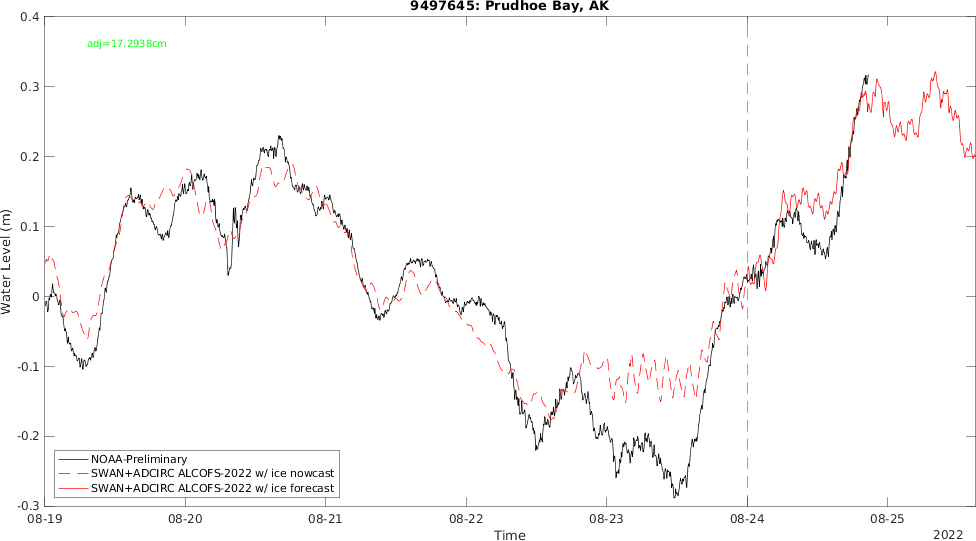 9497645: Prudhoe Bay, AK
adj=17.2938cm
0.4
0.3
0.2
0.1
0
-0.1
-0.2
-0.3
Water Level (m)
NOAA-Preliminary
SWAN+ADCIRC ALCOFS-2022 w/ ice nowcast
SWAN+ADCIRC ALCOFS-2022 w/ ice forecast
08-19 08-20 08-21 08-22 08-23 08-24 08-25
Time
2022